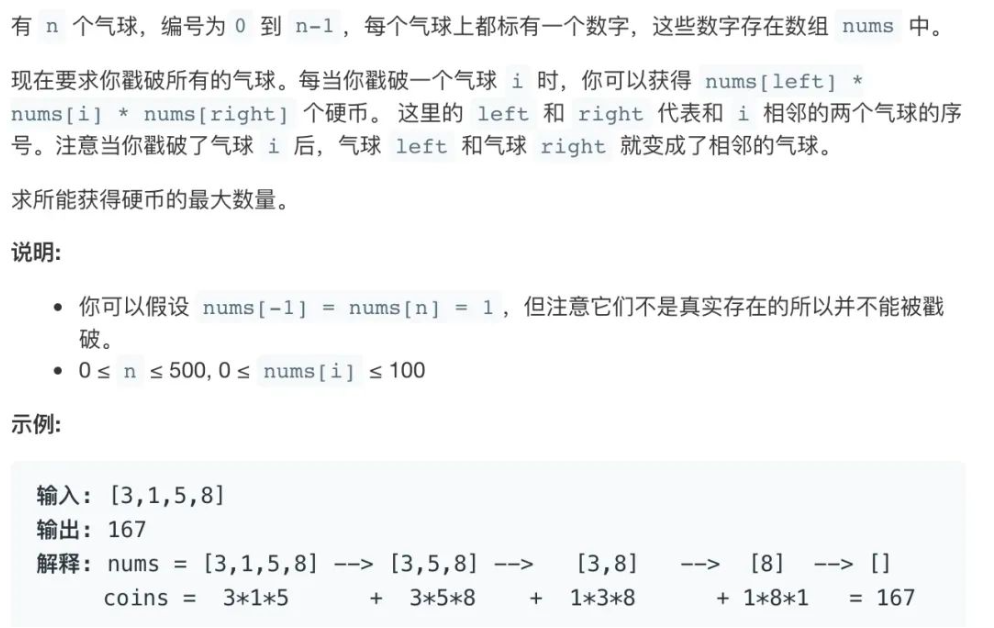 有 n 个气球，编号为 0 到 n-1，每个气球上都标有一个数字，这些数字存在数组 nums 中。
现在要求你戳破所有的气球。每当你戳破一个气球 i 时，你可以获得 nums[left] *
nums[i] * nums[right] 个硬币。 这里的 left 和 right 代表和 i 相邻的两个气球的序
号。注意当你戳破了气球 i 后，气球 left 和气球 right 就变成了相邻的气球。
求所能获得硬币的最大数量。
说明:
• 你可以假设 nums[-1] = nums[n] = 1，但注意它们不是真实存在的所以并不能被戳
破。
• 0 ≤ n ≤ 500, 0 ≤ nums[i] ≤ 100
示例:
输入: [3,1,5,8]
输出: 167
解释: nums = [3,1,5,8] --> [3,5,8] --> [3,8] --> [8] --> []
coins = 3*1*5 + 3*5*8 + 1*3*8 + 1*8*1 = 167